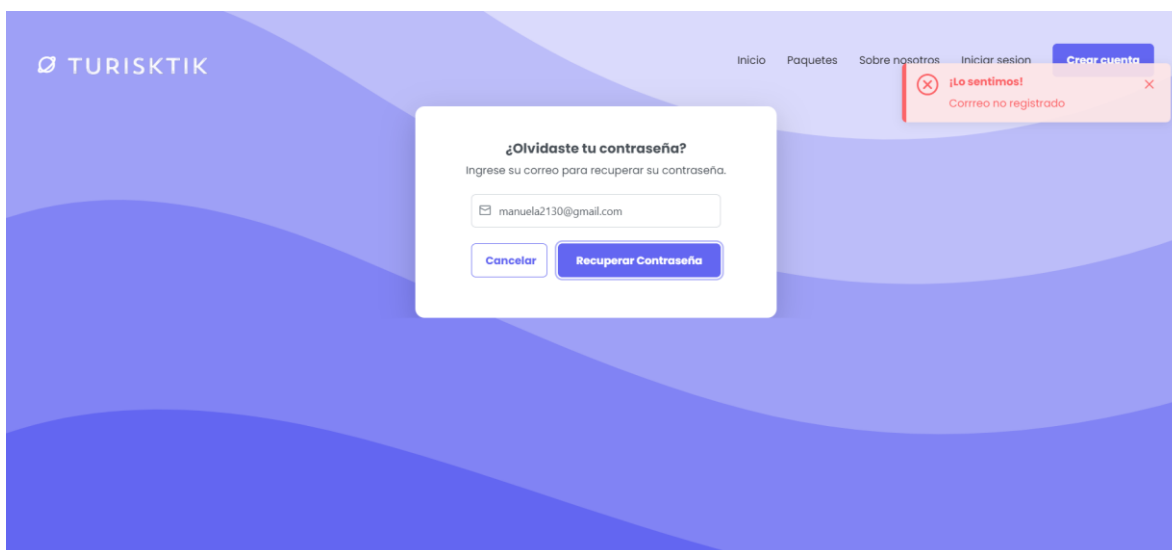 TURISKTIK
Inicio Paquetes Sobre nosotros Iniciar sesion Crear cuenta
¡Lo sentimos!
Corrreo no registrado
¿Olvidaste tu contraseña?
Ingrese su correo para recuperar su contraseña.
manuela2130@gmail.com
Cancelar Recuperar Contraseña